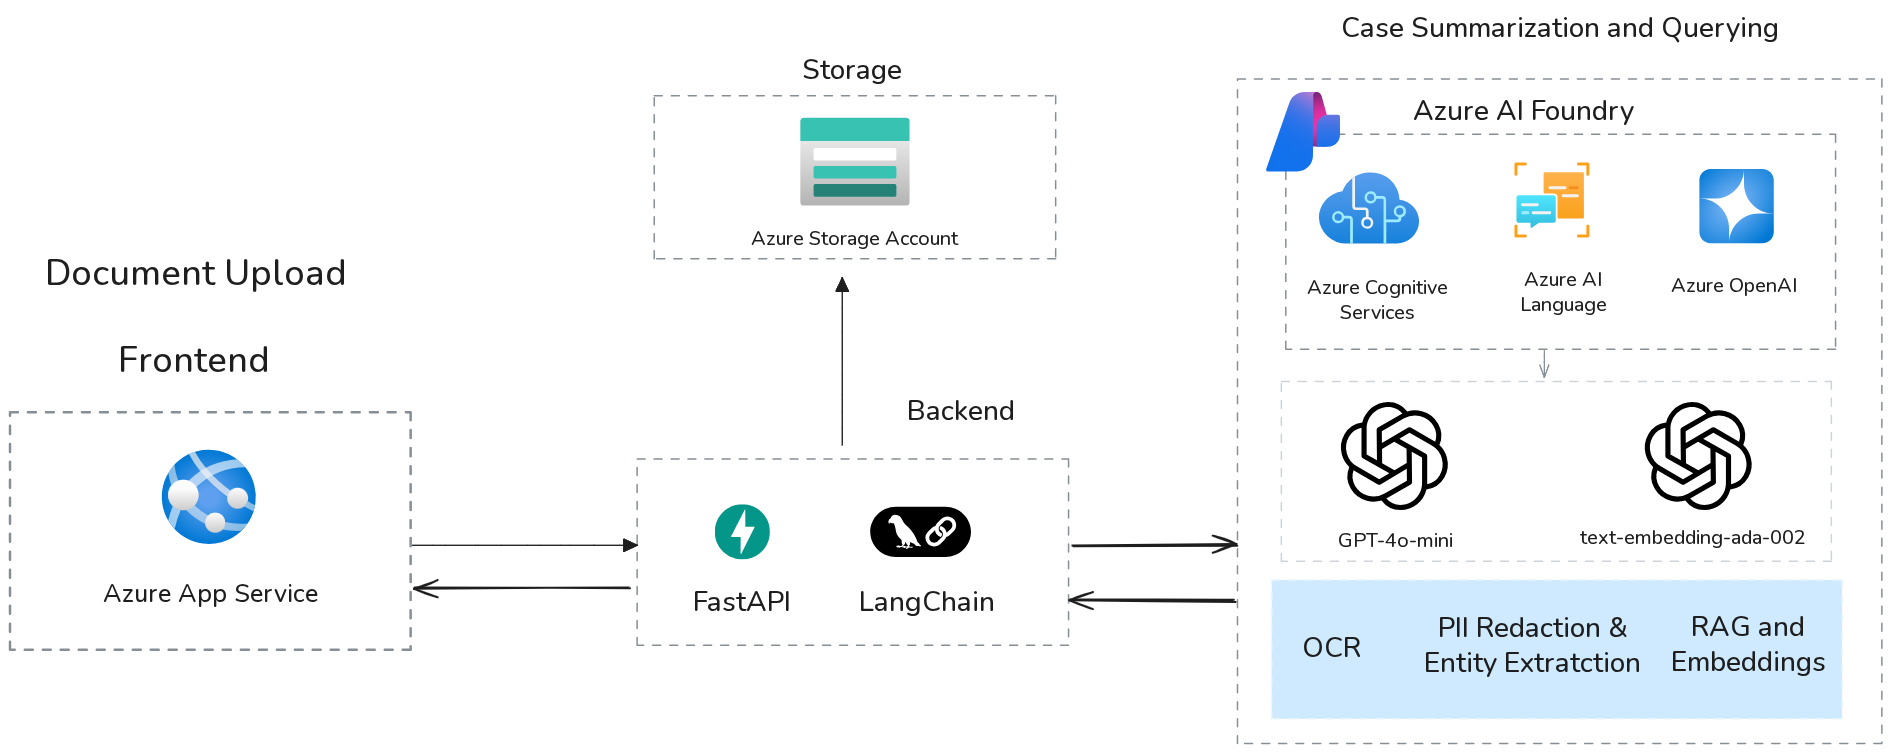 Case Summarization and Querying
Storage
Azure AI Foundry
Azure Storage Account
Azure Cognitive
Services
Azure AI
Language
Azure OpenAI
Document Upload
Frontend
Azure App Service
Backend
FastAPI
LangChain
GPT-4o-mini
text-embedding-ada-002
OCR
PII Redaction &
Entity Extratction
RAG and
Embeddings